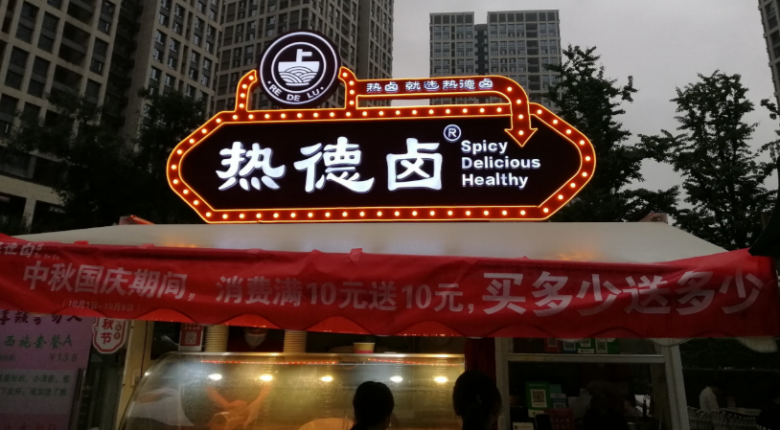 上
RE DE LU
热卤 就选热德卤
热德卤®
Spicy
Delicious
Healthy
中秋国庆期间，消费满10元送10元，买多少送多少
秋
节